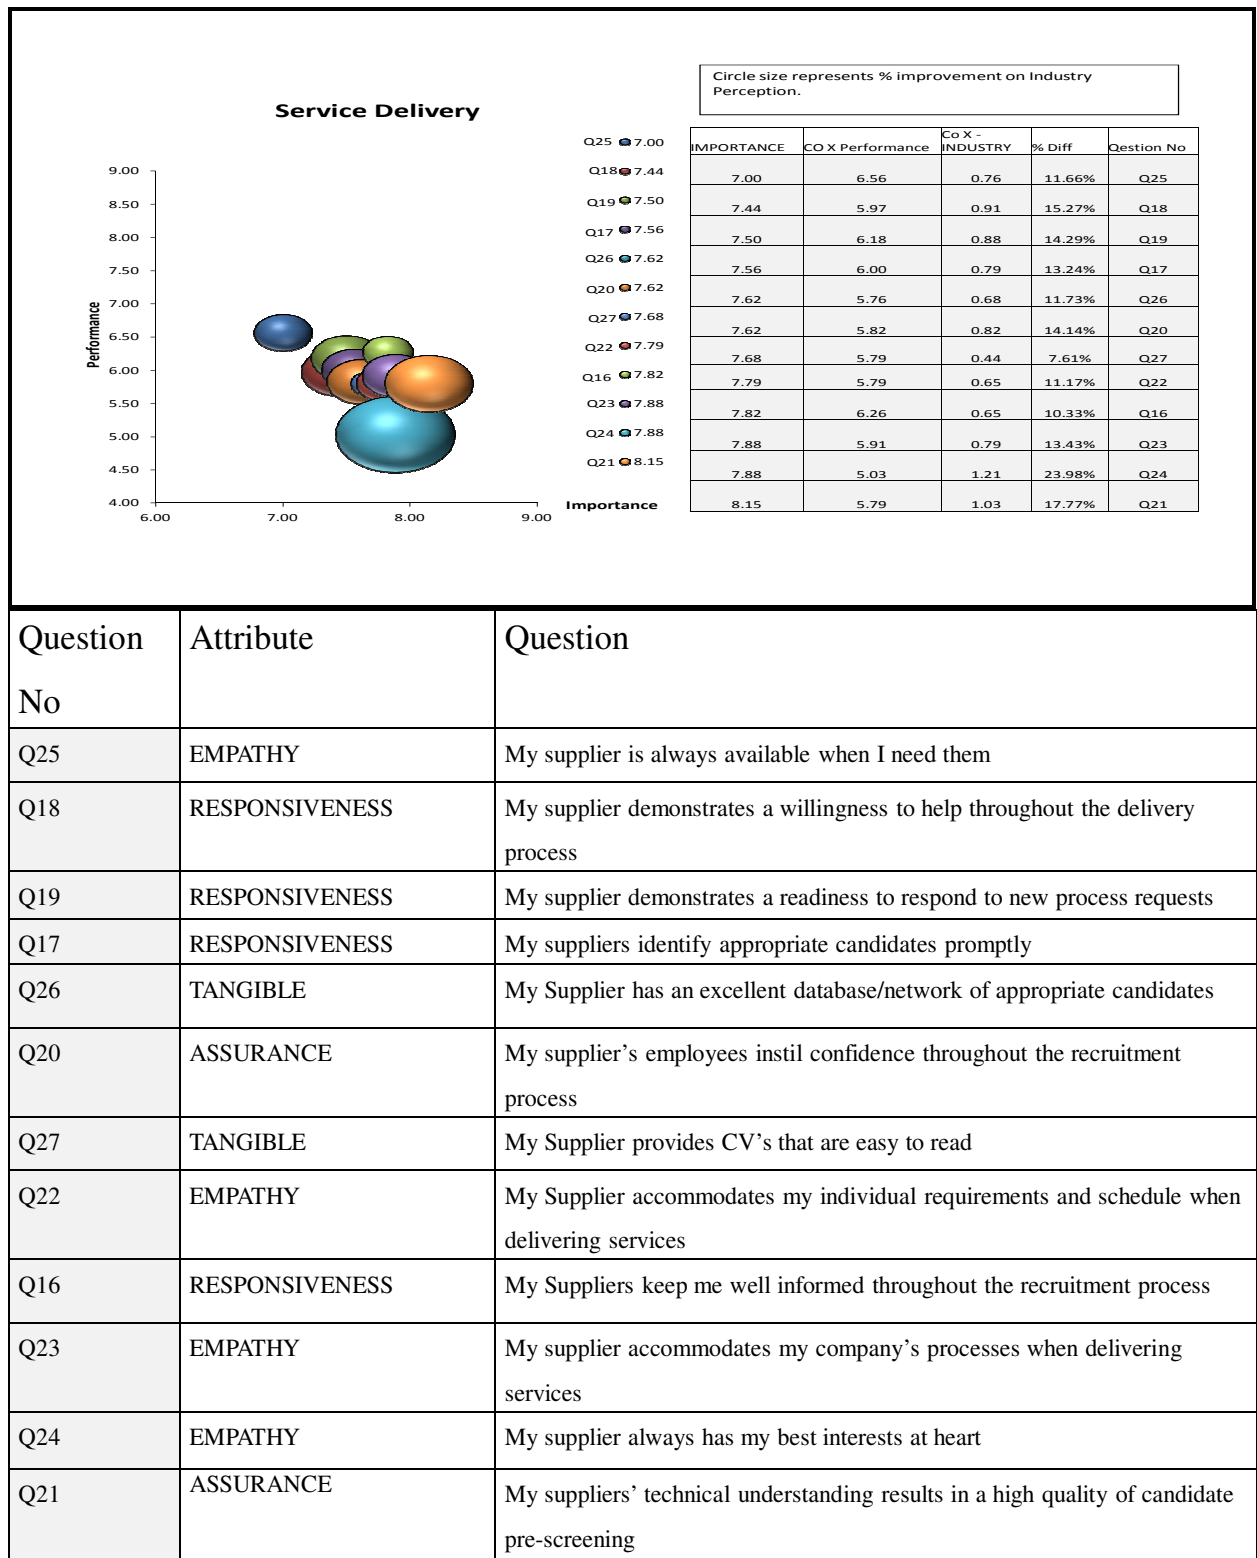 Circle size represents % improvement on Industry
Perception.
Service Delivery
Performance
9.00
8.50
8.00
7.50
7.00
6.50
6.00
5.50
5.00
4.50
4.00
6.00 7.00 8.00 9.00
Importance
Q25 7.00
Q18 7.44
Q19 7.50
Q17 7.56
Q26 7.62
Q20 7.62
Q27 7.68
Q22 7.79
Q16 7.82
Q23 7.88
Q24 7.88
Q21 8.15
IMPORTANCE CO X Performance Co X - INDUSTRY % Diff Qestion No
7.00 6.56 0.76 11.66% Q25
7.44 5.97 0.91 15.27% Q18
7.50 6.18 0.88 14.29% Q19
7.56 6.00 0.79 13.24% Q17
7.62 5.76 0.68 11.73% Q26
7.62 5.82 0.82 14.14% Q20
7.68 5.79 0.44 7.61% Q27
7.79 5.79 0.65 11.17% Q22
7.82 6.26 0.65 10.33% Q16
7.88 5.91 0.79 13.43% Q23
7.88 5.03 1.21 23.98% Q24
8.15 5.79 1.03 17.77% Q21
Question Attribute Question
No
Q25 EMPATHY My supplier is always available when I need them
Q18 RESPONSIVENESS My supplier demonstrates a willingness to help throughout the delivery
process
Q19 RESPONSIVENESS My supplier demonstrates a readiness to respond to new process requests
Q17 RESPONSIVENESS My suppliers identify appropriate candidates promptly
Q26 TANGIBLE My Supplier has an excellent database/network of appropriate candidates
Q20 ASSURANCE My supplier’s employees instil confidence throughout the recruitment
process
Q27 TANGIBLE My Supplier provides CV’s that are easy to read
Q22 EMPATHY My Supplier accommodates my individual requirements and schedule when
delivering services
Q16 RESPONSIVENESS My Suppliers keep me well informed throughout the recruitment process
Q23 EMPATHY My supplier accommodates my company’s processes when delivering
services
Q24 EMPATHY My supplier always has my best interests at heart
Q21 ASSURANCE My suppliers’ technical understanding results in a high quality of candidate
pre-screening